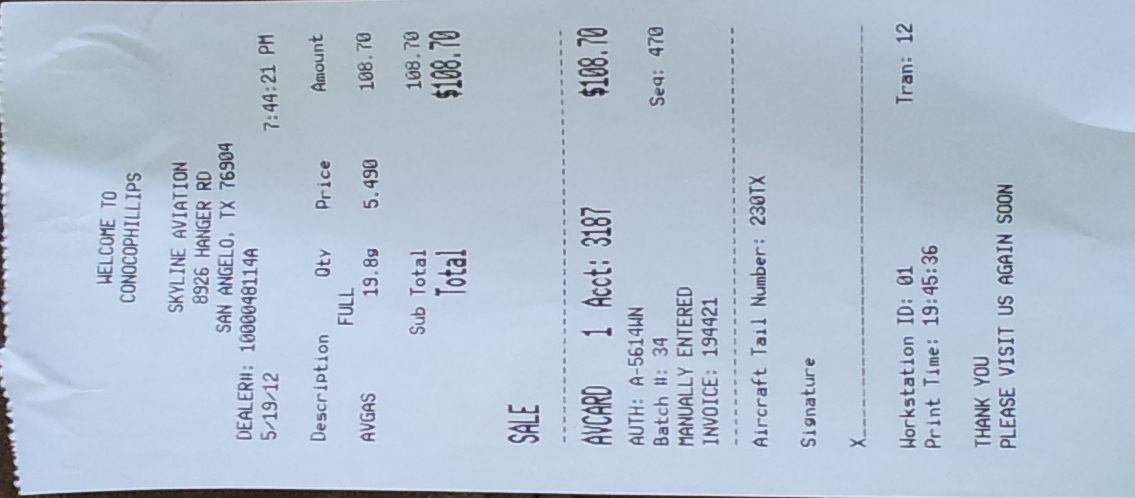 WELCOME TO
CONOCOPHILLIPS
SKYLINE AVIATION
8926 HANGER RD
SAN ANGELO, TX 76904
DEALER#: 1000048114A
5/19/12 7:44:21 PM
Description Qty Price Amount
FULL
AVGAS 19.8g 5.490 108.70
Sub Total 108.70
Total $108.70
SALE
AVCARD 1 Acct: 3187 $108.70
AUTH: A-5614WN
Batch #: 34 Seq: 470
MANUALLY ENTERED
INVOICE: 194421
Aircraft Tail Number: 230TX
Signature
X
Workstation ID: 01
Print Time: 19:45:36 Tran: 12
THANK YOU
PLEASE VISIT US AGAIN SOON